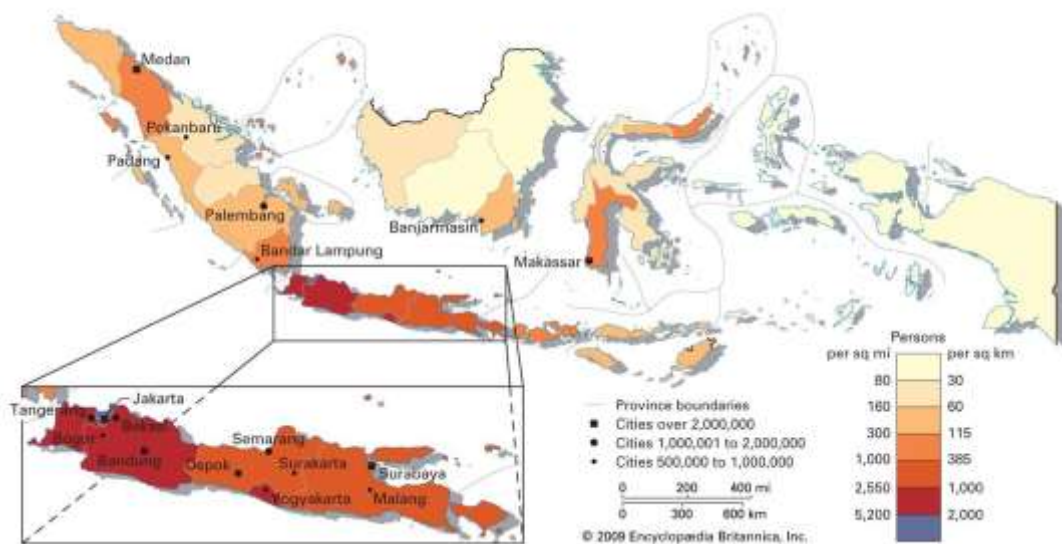 Medan
Pekanbaru
Padang
Palembang
Banjarmasin
Bandar Lampung
Makassar
Persons
per sq mi per sq km
80 30
160 60
300 115
1,000 385
2,550 1,000
5,200 2,000
Jakarta
Tangerang
Bekasi
Bogor
Bandung
Depok
Semarang
Surakarta
Yogyakarta
Surabaya
Malang
Province boundaries
Cities over 2,000,000
Cities 1,000,001 to 2,000,000
Cities 500,000 to 1,000,000
0 200 400 mi
0 300 600 km
© 2009 Encyclopædia Britannica, Inc.